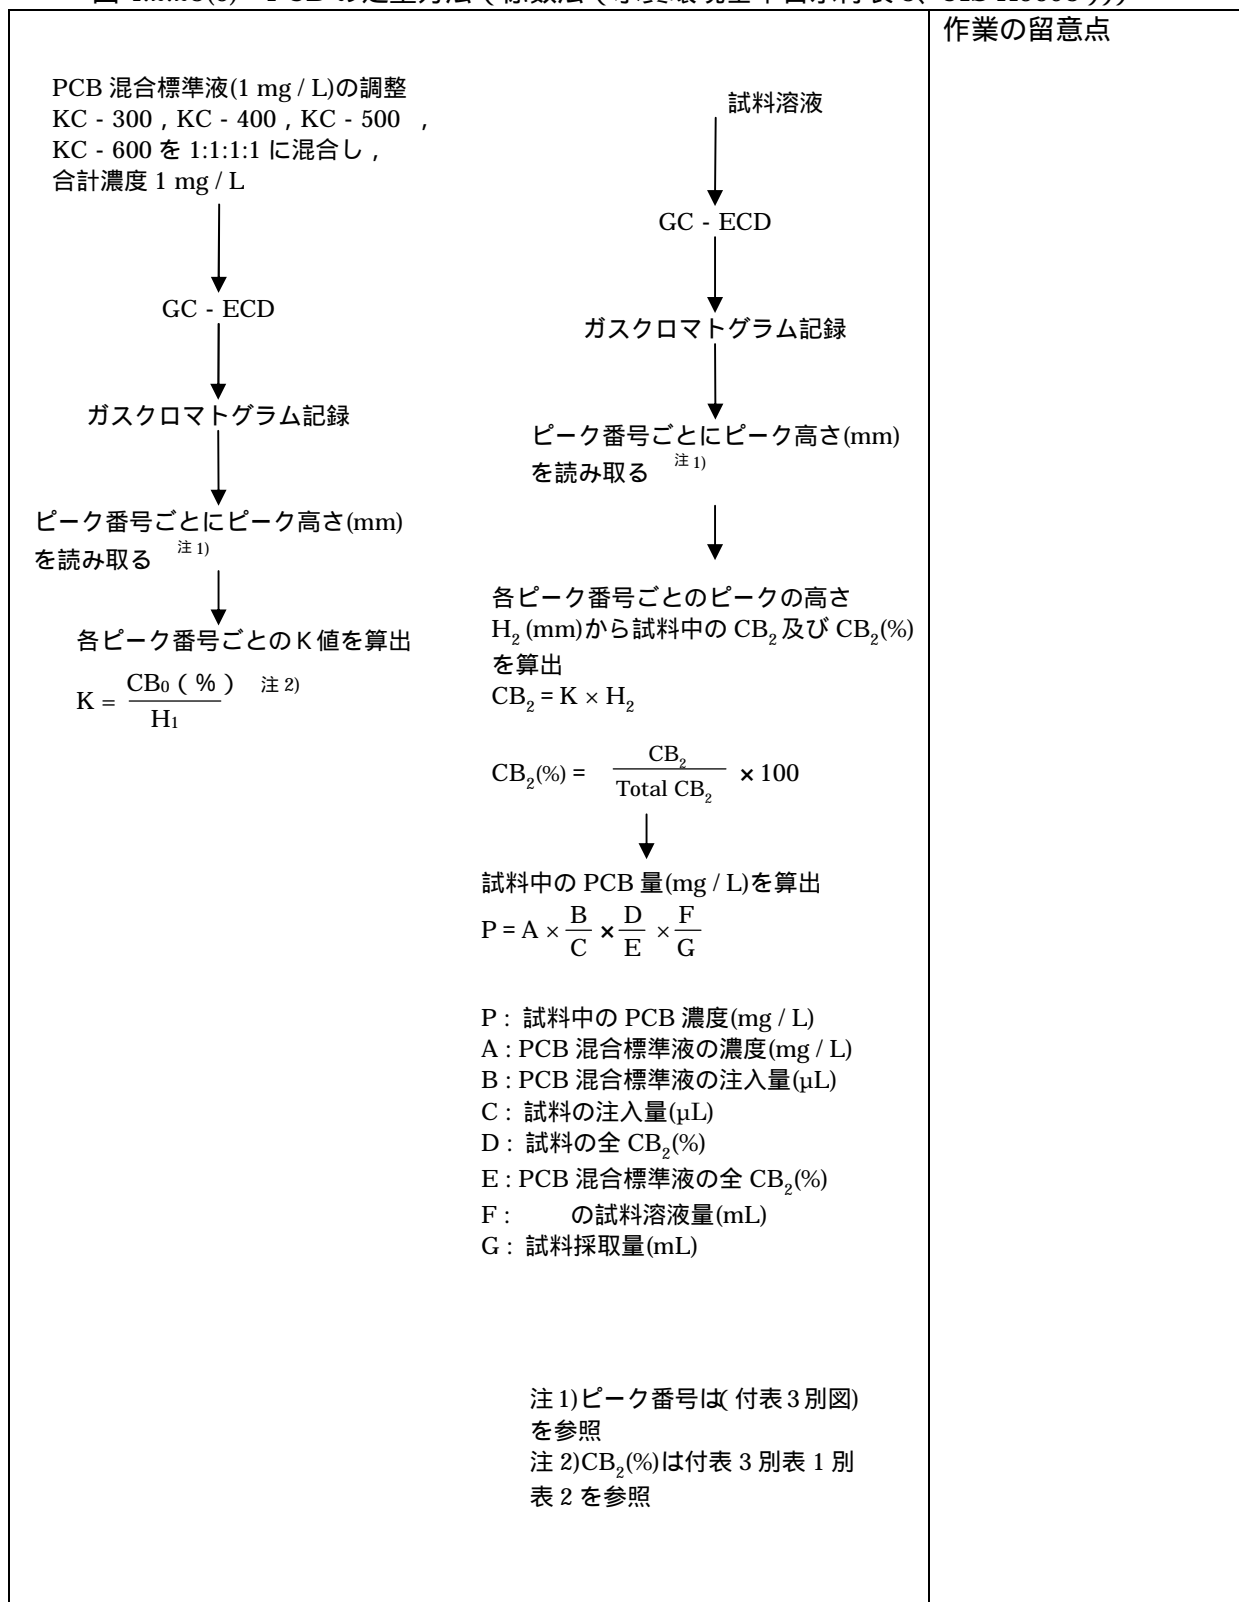 作業の留意点
PCB 混合標準液(1 mg / L)の調整
KC - 300 , KC - 400 , KC - 500 ,
KC - 600 を 1:1:1:1 に混合し ,
合計濃度 1 mg / L
GC - ECD
ガスクロマトグラム記録
ピーク番号ごとにピーク高さ(mm)
を読み取る 注 1)
各ピーク番号ごとのK値を算出
K = CB₀ ( % ) / H₁ 注 2)
試料溶液
GC - ECD
ガスクロマトグラム記録
ピーク番号ごとにピーク高さ(mm)
を読み取る 注 1)
各ピーク番号ごとのピークの高さ
H₂ (mm)から試料中の CB₂ 及び CB₂(%)
を算出
CB₂ = K × H₂
CB₂(%) = CB₂ / Total CB₂ × 100
試料中の PCB 量(mg / L)を算出
P = A × B/C × D/E × F/G
P : 試料中の PCB 濃度(mg / L)
A : PCB 混合標準液の濃度(mg / L)
B : PCB 混合標準液の注入量(μL)
C : 試料の注入量(μL)
D : 試料の全 CB₂(%)
E : PCB 混合標準液の全 CB₂(%)
F : の試料溶液量(mL)
G : 試料採取量(mL)
注 1)ピーク番号は( 付表 3 別図)
を参照
注 2)CB₂(%)は付表 3 別表 1 別
表 2 を参照